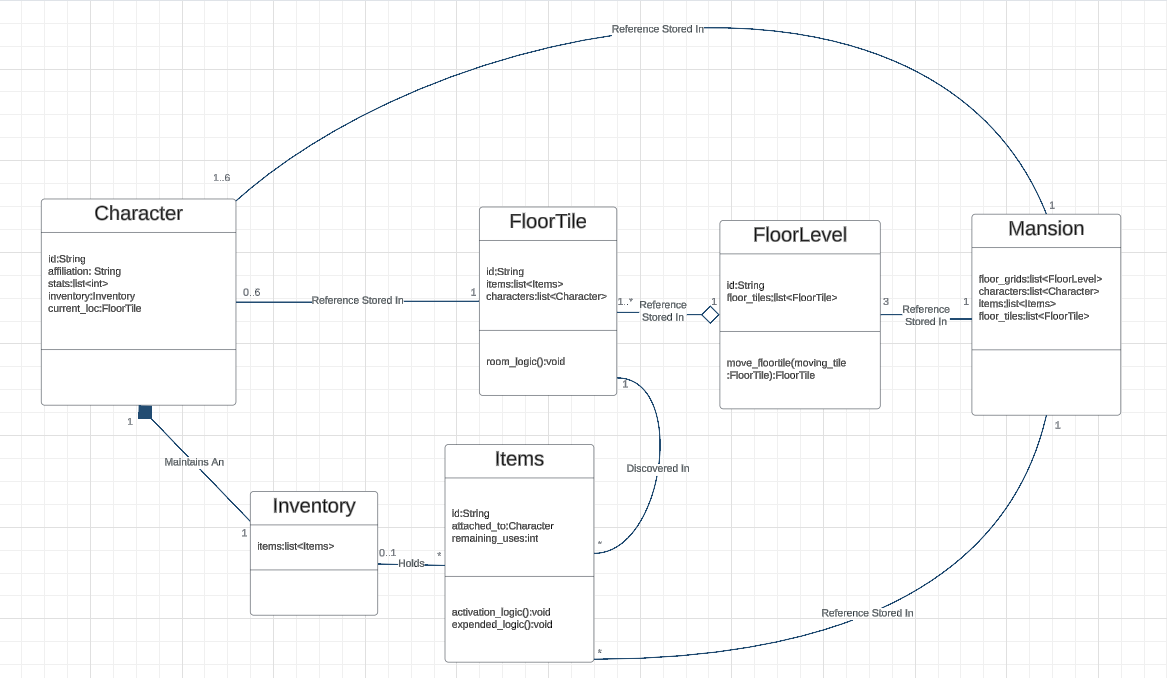 Reference Stored In
1..6
1
Character
id:String
affiliation: String
stats:list<int>
inventory:Inventory
current_loc:FloorTile
0..6
Reference Stored In
1
FloorTile
id:String
items:list<Items>
characters:list<Character>
room_logic():void
1..*
Reference
Stored In
1
FloorLevel
id:String
floor_tiles:list<FloorTile>
move_floortile(moving_tile
:FloorTile):FloorTile
3
Reference
Stored In
1
Mansion
floor_grids:list<FloorLevel>
characters:list<Character>
items:list<Items>
floor_tiles:list<FloorTile>
1
1
Maintains An
1
Inventory
items:list<Items>
0..1
Holds
*
Items
id:String
attached_to:Character
remaining_uses:int
activation_logic():void
expended_logic():void
1
Discovered In
*
Reference Stored In
*